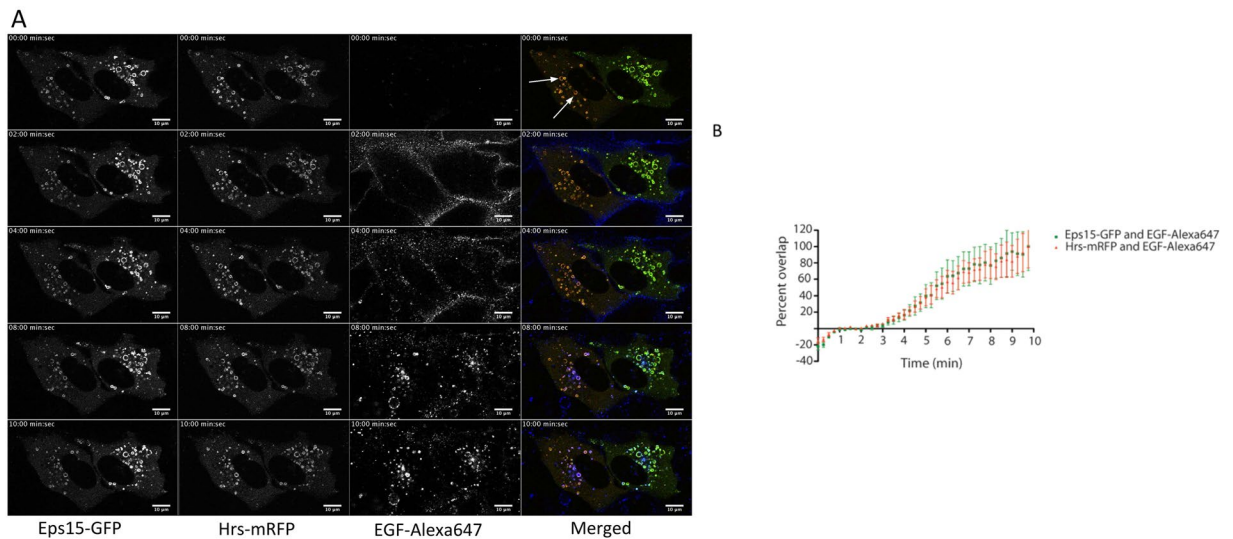 A
00:00 min:sec 00:00 min:sec 00:00 min:sec 00:00 min:sec
10 µm 10 µm 10 µm 10 µm
02:00 min:sec 02:00 min:sec 02:00 min:sec 02:00 min:sec
10 µm 10 µm 10 µm 10 µm
04:00 min:sec 04:00 min:sec 04:00 min:sec 04:00 min:sec
10 µm 10 µm 10 µm 10 µm
08:00 min:sec 08:00 min:sec 08:00 min:sec 08:00 min:sec
10 µm 10 µm 10 µm 10 µm
10:00 min:sec 10:00 min:sec 10:00 min:sec 10:00 min:sec
10 µm 10 µm 10 µm 10 µm
Eps15-GFP Hrs-mRFP EGF-Alexa647 Merged
B
Percent overlap
120
100
80
60
40
20
-20
-40
1 2 3 4 5 6 7 8 9 10
Time (min)
Eps15-GFP and EGF-Alexa647
Hrs-mRFP and EGF-Alexa647